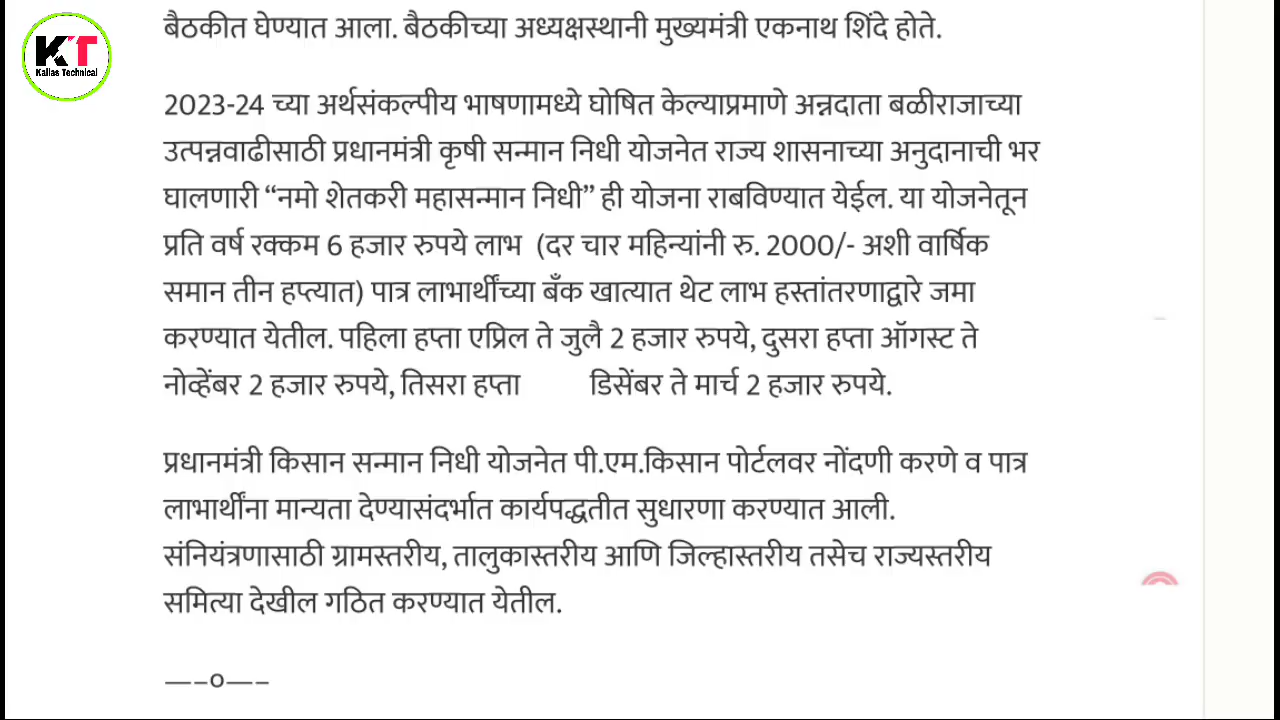 KT
Kailas Technical
बैठकीत घेण्यात आला. बैठकीच्या अध्यक्षस्थानी मुख्यमंत्री एकनाथ शिंदे होते.
2023-24 च्या अर्थसंकल्पीय भाषणामध्ये घोषित केल्याप्रमाणे अन्नदाता बळीराजाच्या
उत्पन्नवाढीसाठी प्रधानमंत्री कृषी सन्मान निधी योजनेत राज्य शासनाच्या अनुदानाची भर
घालणारी “नमो शेतकरी महासन्मान निधी” ही योजना राबविण्यात येईल. या योजनेतून
प्रति वर्ष रक्कम 6 हजार रुपये लाभ (दर चार महिन्यांनी रु. 2000/- अशी वार्षिक
समान तीन हप्त्यात) पात्र लाभार्थींच्या बँक खात्यात थेट लाभ हस्तांतरणाद्वारे जमा
करण्यात येतील. पहिला हप्ता एप्रिल ते जुलै 2 हजार रुपये, दुसरा हप्ता ऑगस्ट ते
नोव्हेंबर 2 हजार रुपये, तिसरा हप्ता डिसेंबर ते मार्च 2 हजार रुपये.
प्रधानमंत्री किसान सन्मान निधी योजनेत पी.एम.किसान पोर्टलवर नोंदणी करणे व पात्र
लाभार्थींना मान्यता देण्यासंदर्भात कार्यपद्धतीत सुधारणा करण्यात आली.
संनियंत्रणासाठी ग्रामस्तरीय, तालुकास्तरीय आणि जिल्हास्तरीय तसेच राज्यस्तरीय
समित्या देखील गठित करण्यात येतील.
—–०—–